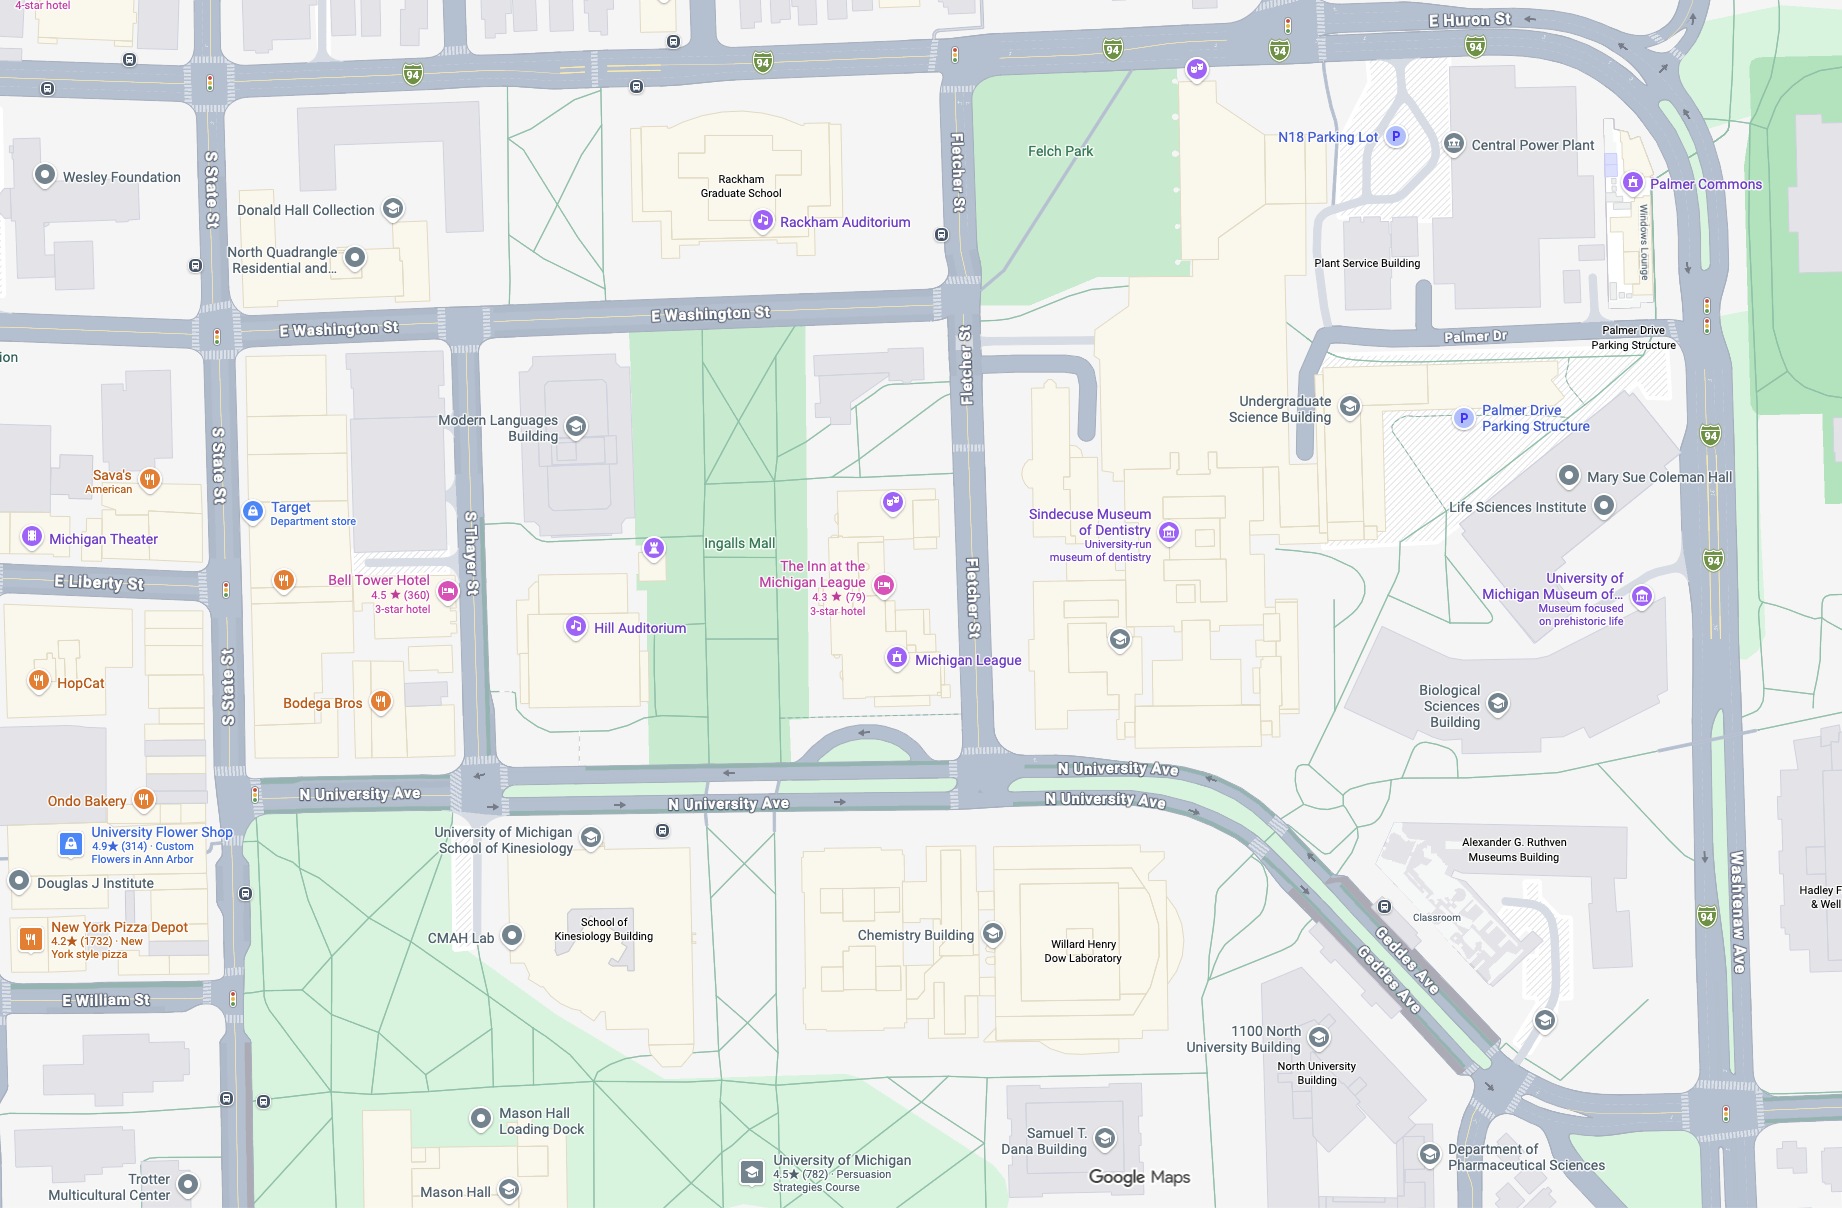 4-star hotel
E Huron St
94
94
94
94
94
Wesley Foundation
S State St
Donald Hall Collection
North Quadrangle
Residential and...
Rackham
Graduate School
Rackham Auditorium
Fletcher St
Felch Park
N18 Parking Lot
P
Central Power Plant
Palmer Commons
Windows Lounge
Plant Service Building
E Washington St
E Washington St
Palmer Dr
Palmer Drive
Parking Structure
ion
Fletcher St
S State St
Modern Languages
Building
Undergraduate
Science Building
P
Palmer Drive
Parking Structure
94
Sava's
American
Target
Department store
Michigan Theater
S Thayer St
Mary Sue Coleman Hall
Life Sciences Institute
Sindecuse Museum
of Dentistry
University-run
museum of dentistry
Ingalls Mall
94
E Liberty St
Bell Tower Hotel
4.5 ★ (360)
3-star hotel
The Inn at the
Michigan League
4.3 ★ (79)
3-star hotel
Fletcher St
University of
Michigan Museum of...
Museum focused
on prehistoric life
Hill Auditorium
Michigan League
HopCat
S State St
Bodega Bros
Biological
Sciences
Building
N University Ave
N University Ave
N University Ave
N University Ave
Ondo Bakery
University Flower Shop
4.9★ (314) · Custom
Flowers in Ann Arbor
University of Michigan
School of Kinesiology
Alexander G. Ruthven
Museums Building
Douglas J Institute
Washtenaw Ave
Hadley F
& Well
New York Pizza Depot
4.2★ (1732) · New
York style pizza
CMAH Lab
School of
Kinesiology Building
Chemistry Building
Willard Henry
Dow Laboratory
Classroom
94
Geddes Ave
Geddes Ave
E William St
1100 North
University Building
North University
Building
Mason Hall
Loading Dock
Samuel T.
Dana Building
University of Michigan
4.5★ (782) · Persuasion
Strategies Course
Department of
Pharmaceutical Sciences
Trotter
Multicultural Center
Mason Hall
Google Maps